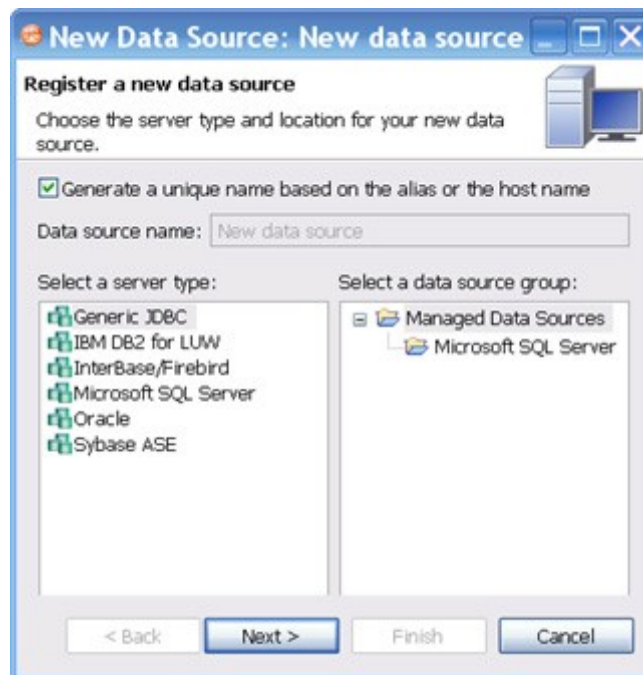 New Data Source: New data source
Register a new data source
Choose the server type and location for your new data
source.
Generate a unique name based on the alias or the host name
Data source name: New data source
Select a server type:
Generic JDBC
IBM DB2 for LUW
InterBase/Firebird
Microsoft SQL Server
Oracle
Sybase ASE
Select a data source group:
Managed Data Sources
Microsoft SQL Server
< Back Next > Finish Cancel